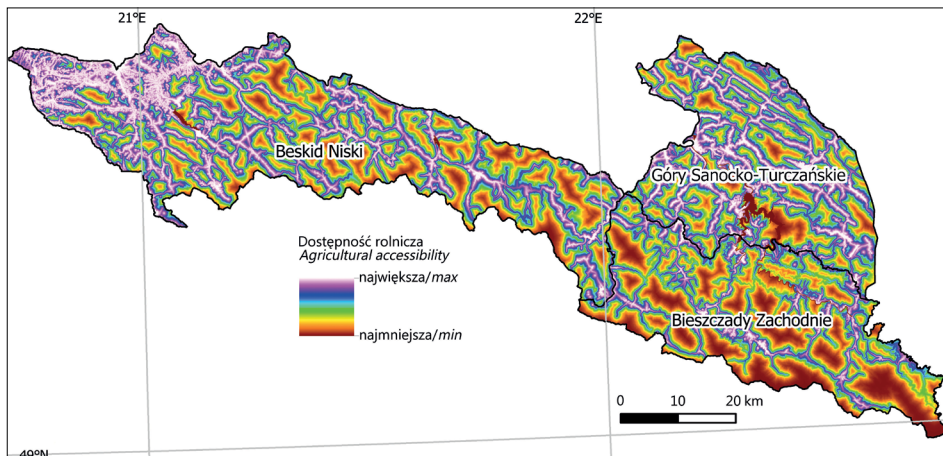 21°E
22°E
Beskid Niski
Góry Sanocko-Turczańskie
Dostępność rolnicza
Agricultural accessibility
największa/max
najmniejsza/min
Bieszczady Zachodnie
0 10 20 km
49°N